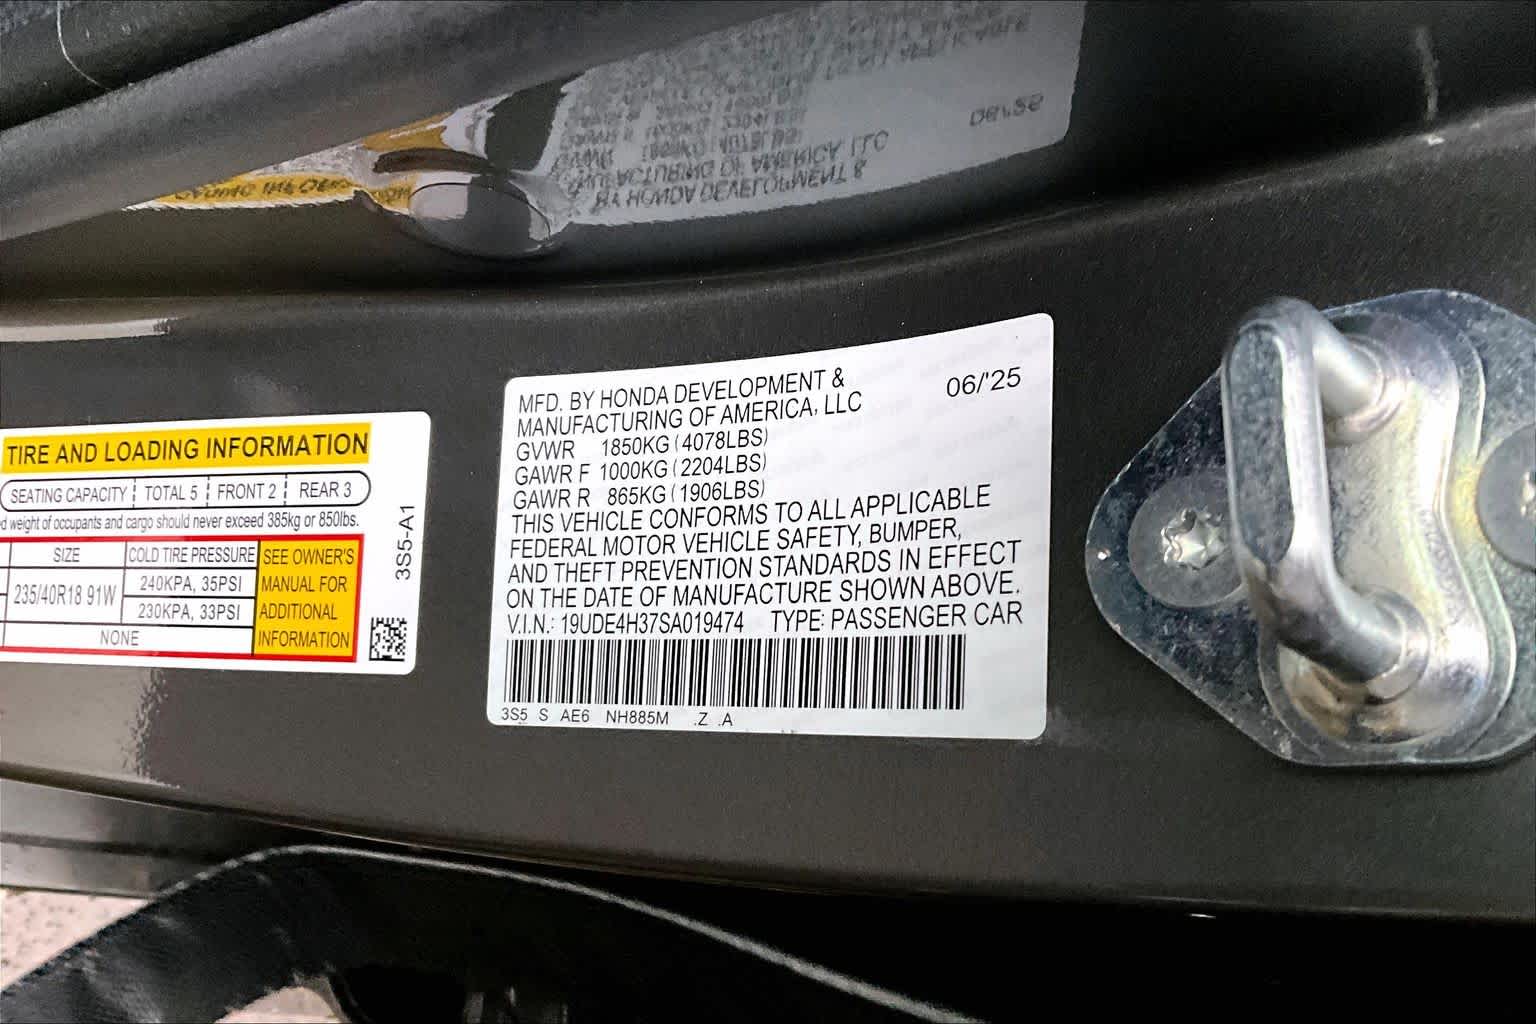 TIRE AND LOADING INFORMATION
SEATING CAPACITY TOTAL 5 FRONT 2 REAR 3
weight of occupants and cargo should never exceed 385kg or 850lbs.
SIZE COLD TIRE PRESSURE SEE OWNER'S
MANUAL FOR
ADDITIONAL
INFORMATION
235/40R18 91W 240KPA, 35PSI
230KPA, 33PSI
NONE
3S5-A1
MFD. BY HONDA DEVELOPMENT &
MANUFACTURING OF AMERICA, LLC
06/'25
GVWR 1850KG (4078LBS)
GAWR F 1000KG (2204LBS)
GAWR R 865KG (1906LBS)
THIS VEHICLE CONFORMS TO ALL APPLICABLE
FEDERAL MOTOR VEHICLE SAFETY, BUMPER,
AND THEFT PREVENTION STANDARDS IN EFFECT
ON THE DATE OF MANUFACTURE SHOWN ABOVE.
V.I.N.: 19UDE4H37SA019474 TYPE: PASSENGER CAR
3S5 S AE6 NH885M .Z .A